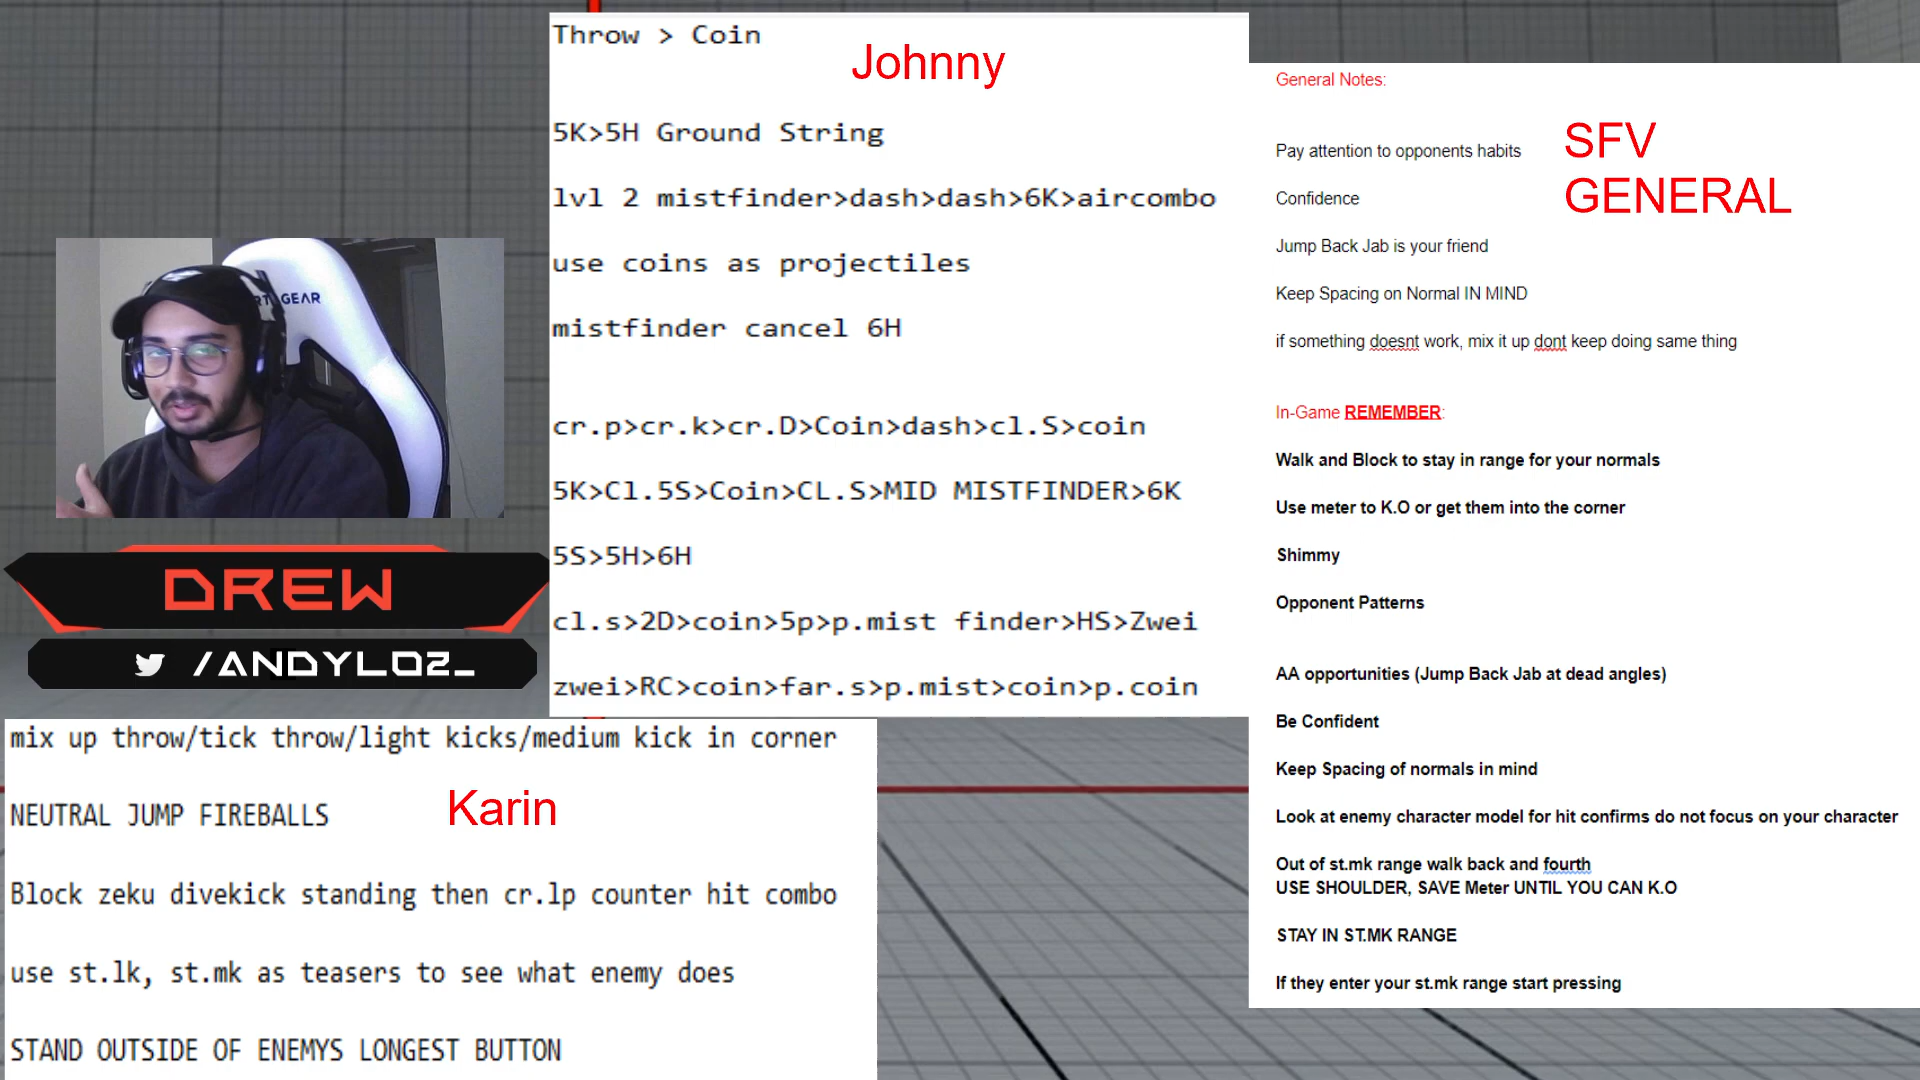 Throw > Coin
Johnny
5K>5H Ground String
lvl 2 mistfinder>dash>dash>6K>aircombo
use coins as projectiles
mistfinder cancel 6H
cr.p>cr.k>cr.D>Coin>dash>cl.S>coin
5K>Cl.5S>Coin>CL.S>MID MISTFINDER>6K
5S>5H>6H
cl.s>2D>coin>5p>p.mist finder>HS>Zwei
zwei>RC>coin>far.s>p.mist>coin>p.coin
General Notes:
SFV
GENERAL
Pay attention to opponents habits
Confidence
Jump Back Jab is your friend
Keep Spacing on Normal IN MIND
if something doesnt work, mix it up dont keep doing same thing
In-Game REMEMBER:
Walk and Block to stay in range for your normals
Use meter to K.O or get them into the corner
Shimmy
Opponent Patterns
AA opportunities (Jump Back Jab at dead angles)
Be Confident
Keep Spacing of normals in mind
Look at enemy character model for hit confirms do not focus on your character
Out of st.mk range walk back and fourth
USE SHOULDER, SAVE Meter UNTIL YOU CAN K.O
STAY IN ST.MK RANGE
If they enter your st.mk range start pressing
GEAR
DREW
/ANDYLOZ_
mix up throw/tick throw/light kicks/medium kick in corner
NEUTRAL JUMP FIREBALLS
Karin
Block zeku divekick standing then cr.lp counter hit combo
use st.lk, st.mk as teasers to see what enemy does
STAND OUTSIDE OF ENEMYS LONGEST BUTTON